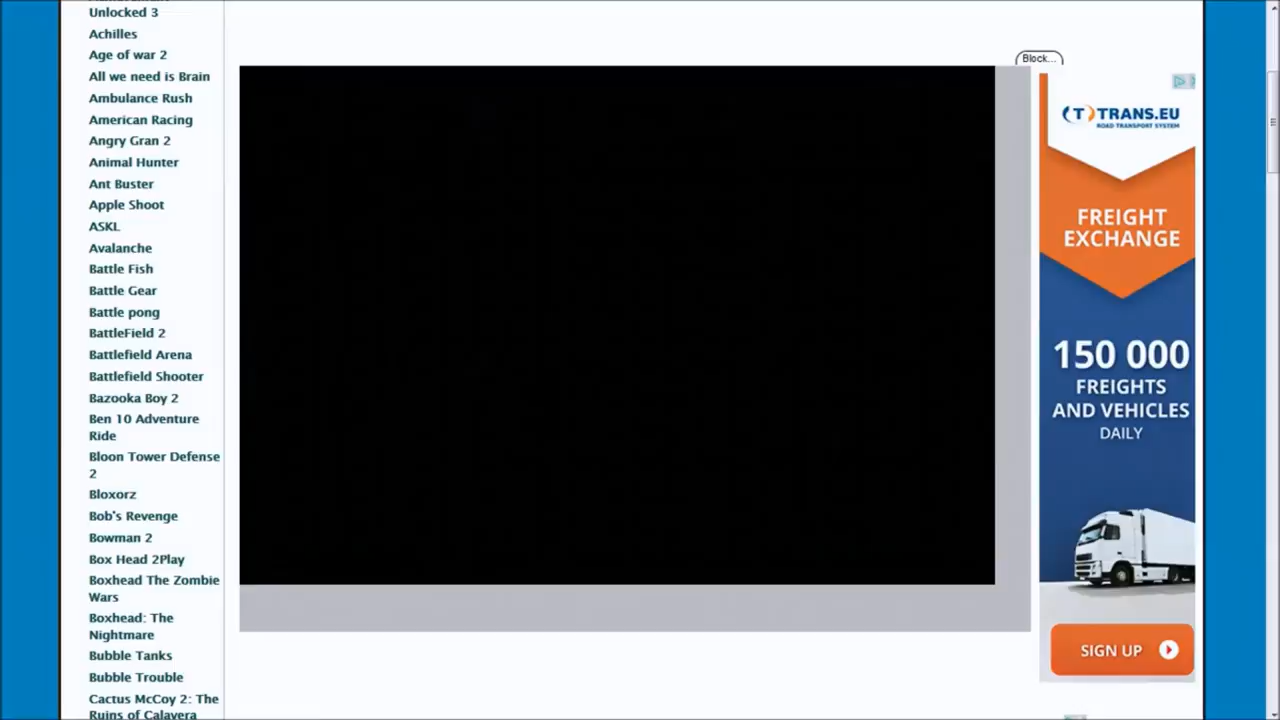 Unlocked 3
Achilles
Age of war 2
All we need is Brain
Ambulance Rush
American Racing
Angry Gran 2
Animal Hunter
Ant Buster
Apple Shoot
ASKL
Avalanche
Battle Fish
Battle Gear
Battle pong
BattleField 2
Battlefield Arena
Battlefield Shooter
Bazooka Boy 2
Ben 10 Adventure
Ride
Bloon Tower Defense
2
Bloxorz
Bob's Revenge
Bowman 2
Box Head 2Play
Boxhead The Zombie
Wars
Boxhead: The
Nightmare
Bubble Tanks
Bubble Trouble
Cactus McCoy 2: The
Ruins of Calavera
Block...
(T) TRANS.EU
ROAD TRANSPORT SYSTEM
FREIGHT
EXCHANGE
150 000
FREIGHTS
AND VEHICLES
DAILY
SIGN UP